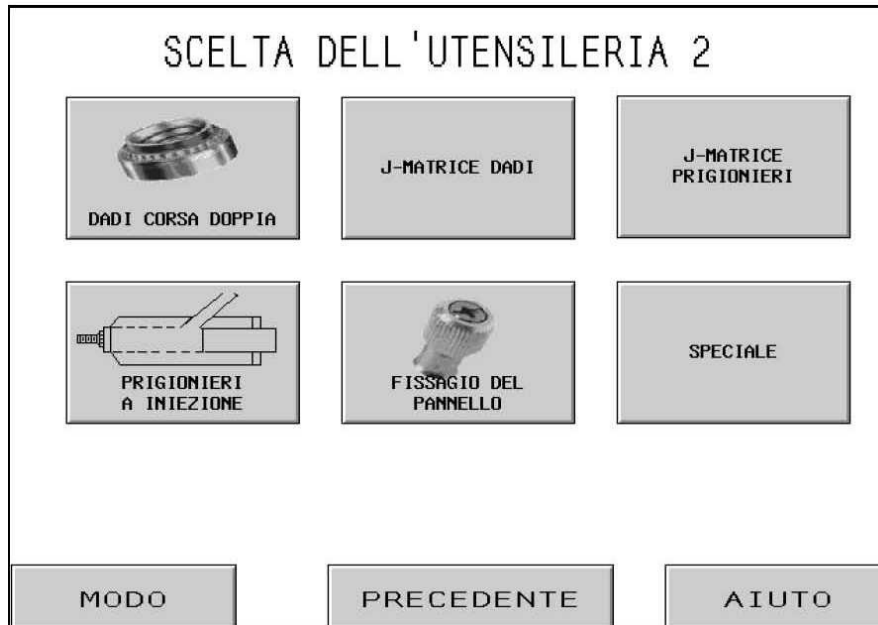 SCELTA DELL'UTENSILERIA 2
DADI CORSA DOPPIA
J-MATRICE DADI
J-MATRICE
PRIGIONIERI
PRIGIONIERI
A INIEZIONE
FISSAGIO DEL
PANNELLO
SPECIALE
MODO
PRECEDENTE
AIUTO